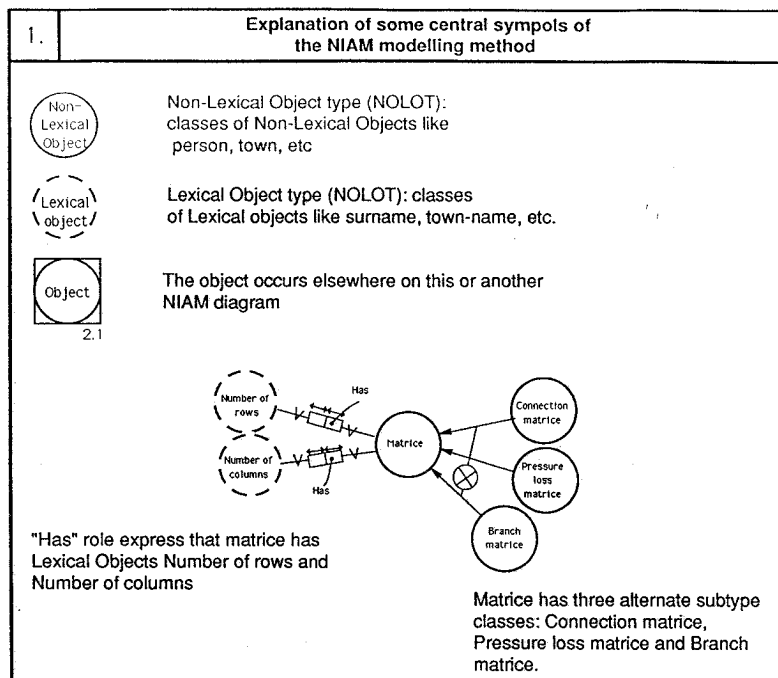 1.
Explanation of some central sympols of
the NIAM modelling method
Non-
Lexical
Object
Non-Lexical Object type (NOLOT):
classes of Non-Lexical Objects like
person, town, etc
Lexical
object
Lexical Object type (NOLOT): classes
of Lexical objects like surname, town-name, etc.
Object
2.1
The object occurs elsewhere on this or another
NIAM diagram
Number of
rows
Has
Number of
columns
Has
Matrice
Connection
matrice
Pressure
loss
matrice
Branch
matrice
"Has" role express that matrice has
Lexical Objects Number of rows and
Number of columns
Matrice has three alternate subtype
classes: Connection matrice,
Pressure loss matrice and Branch
matrice.